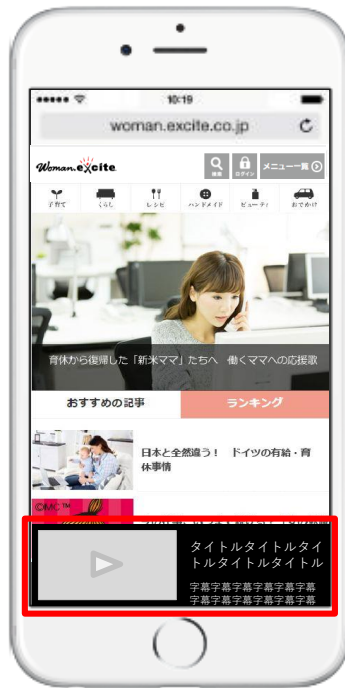 10:19
woman.excite.co.jp
Woman.excite
検索
ログイン
メニュー一覧
子育て
くらし
レシピ
ハンドメイド
ビューティ
おでかけ
育休から復帰した「新米ママ」たちへ 働くママへの応援歌
おすすめの記事
ランキング
日本と全然違う! ドイツの有給・育
休事情
©MC™
タイトルタイトルタイ
トルタイトルタイトル
字幕字幕字幕字幕字幕字幕
字幕字幕字幕字幕字幕字幕